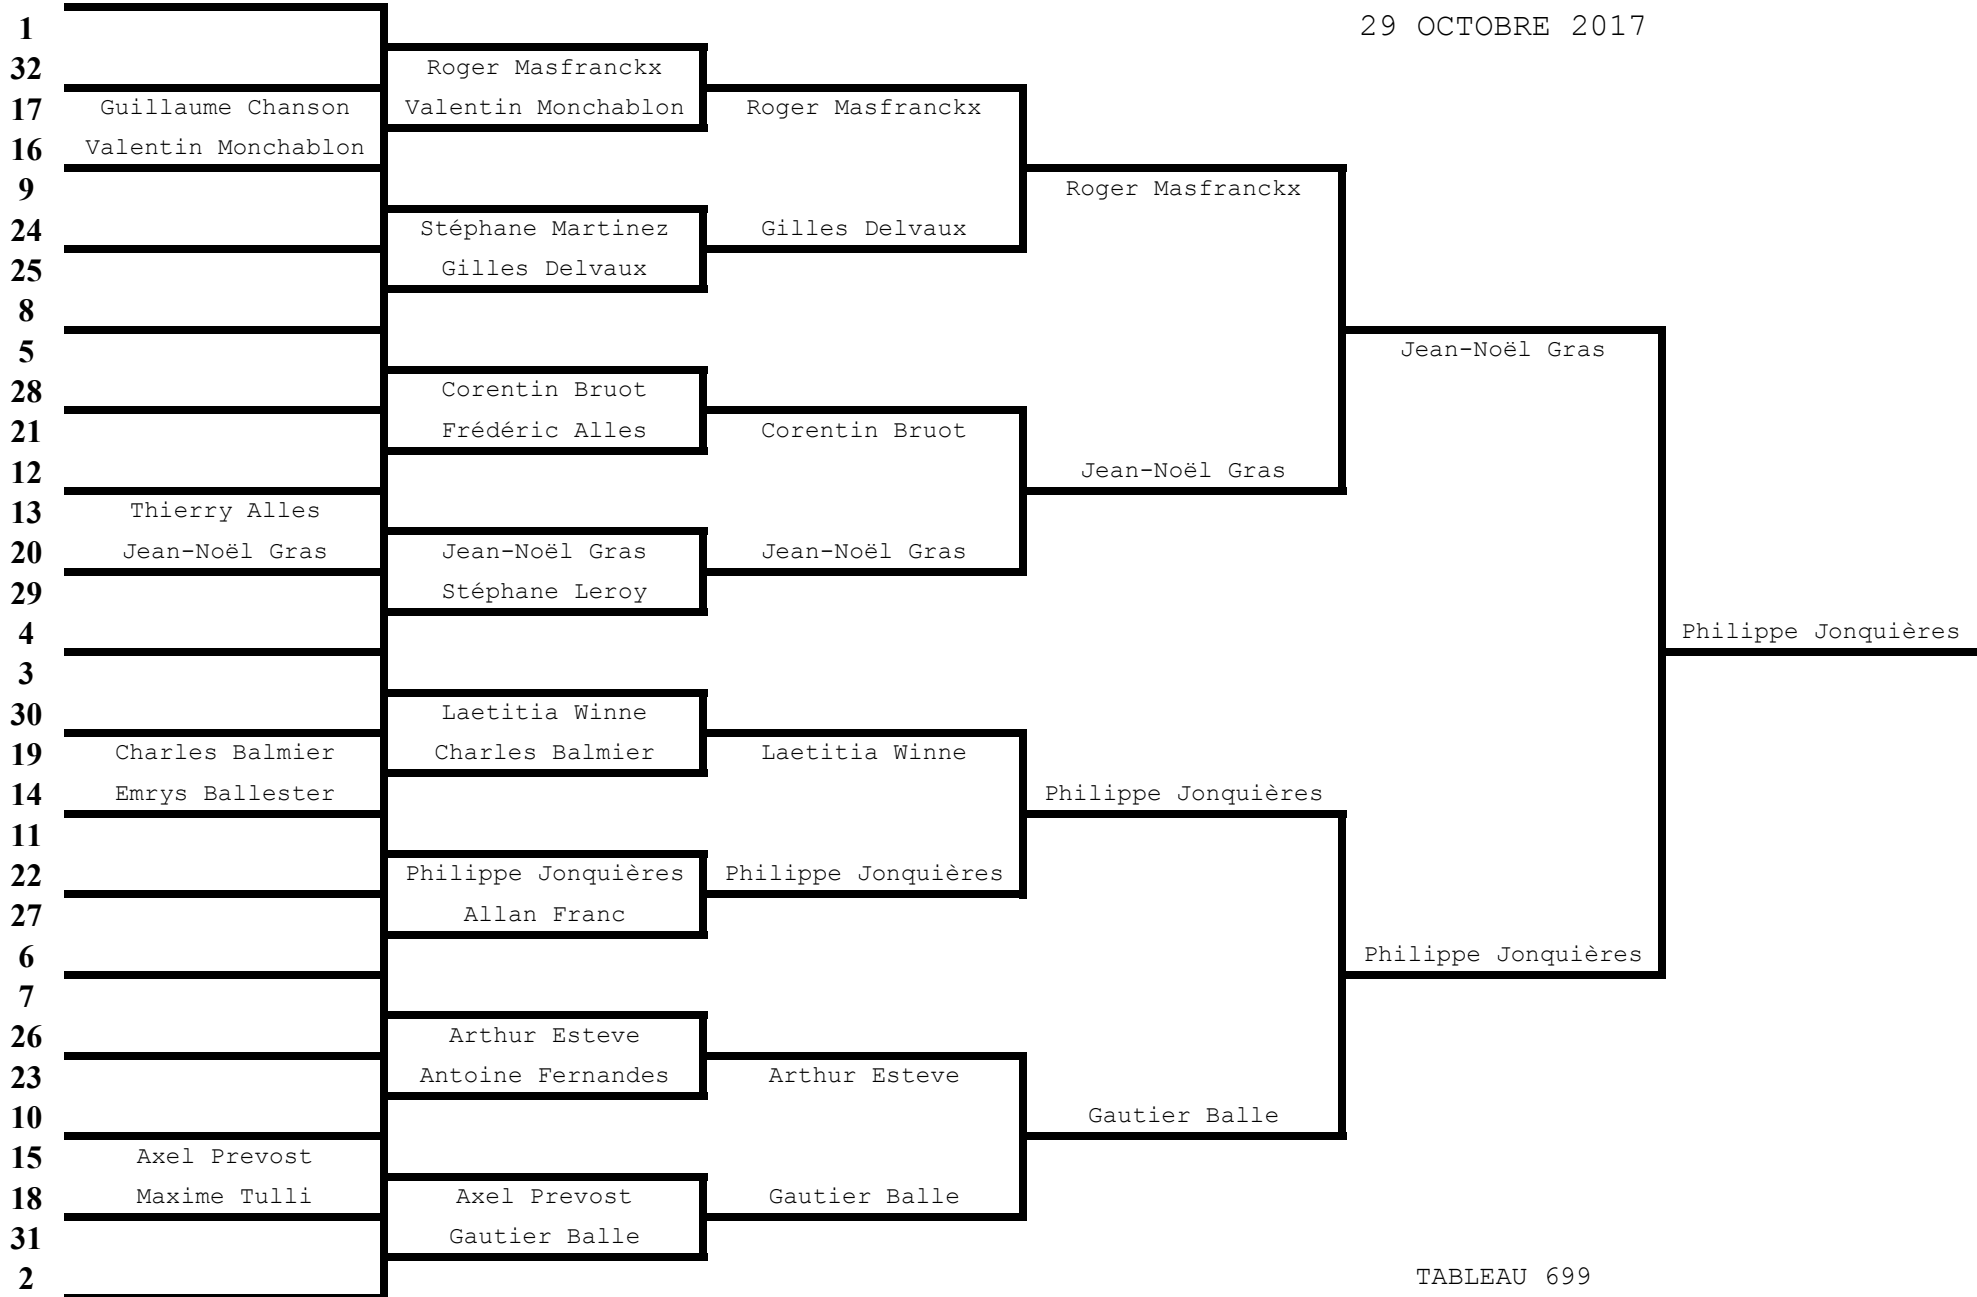 29 OCTOBRE 2017
1
32
Roger Masfranckx
17
Guillaume Chanson
Valentin Monchablon
Roger Masfranckx
16
Valentin Monchablon
9
Roger Masfranckx
24
Stéphane Martinez
Gilles Delvaux
25
Gilles Delvaux
8
5
Jean-Noël Gras
28
Corentin Bruot
21
Frédéric Alles
Corentin Bruot
12
Jean-Noël Gras
13
Thierry Alles
20
Jean-Noël Gras
Jean-Noël Gras
Jean-Noël Gras
29
Stéphane Leroy
4
Philippe Jonquières
3
30
Laetitia Winne
19
Charles Balmier
Charles Balmier
Laetitia Winne
14
Emrys Ballester
Philippe Jonquières
11
22
Philippe Jonquières
Philippe Jonquières
27
Allan Franc
6
Philippe Jonquières
7
26
Arthur Esteve
23
Antoine Fernandes
Arthur Esteve
10
Gautier Balle
15
Axel Prevost
18
Maxime Tulli
Axel Prevost
Gautier Balle
31
Gautier Balle
2
TABLEAU 699